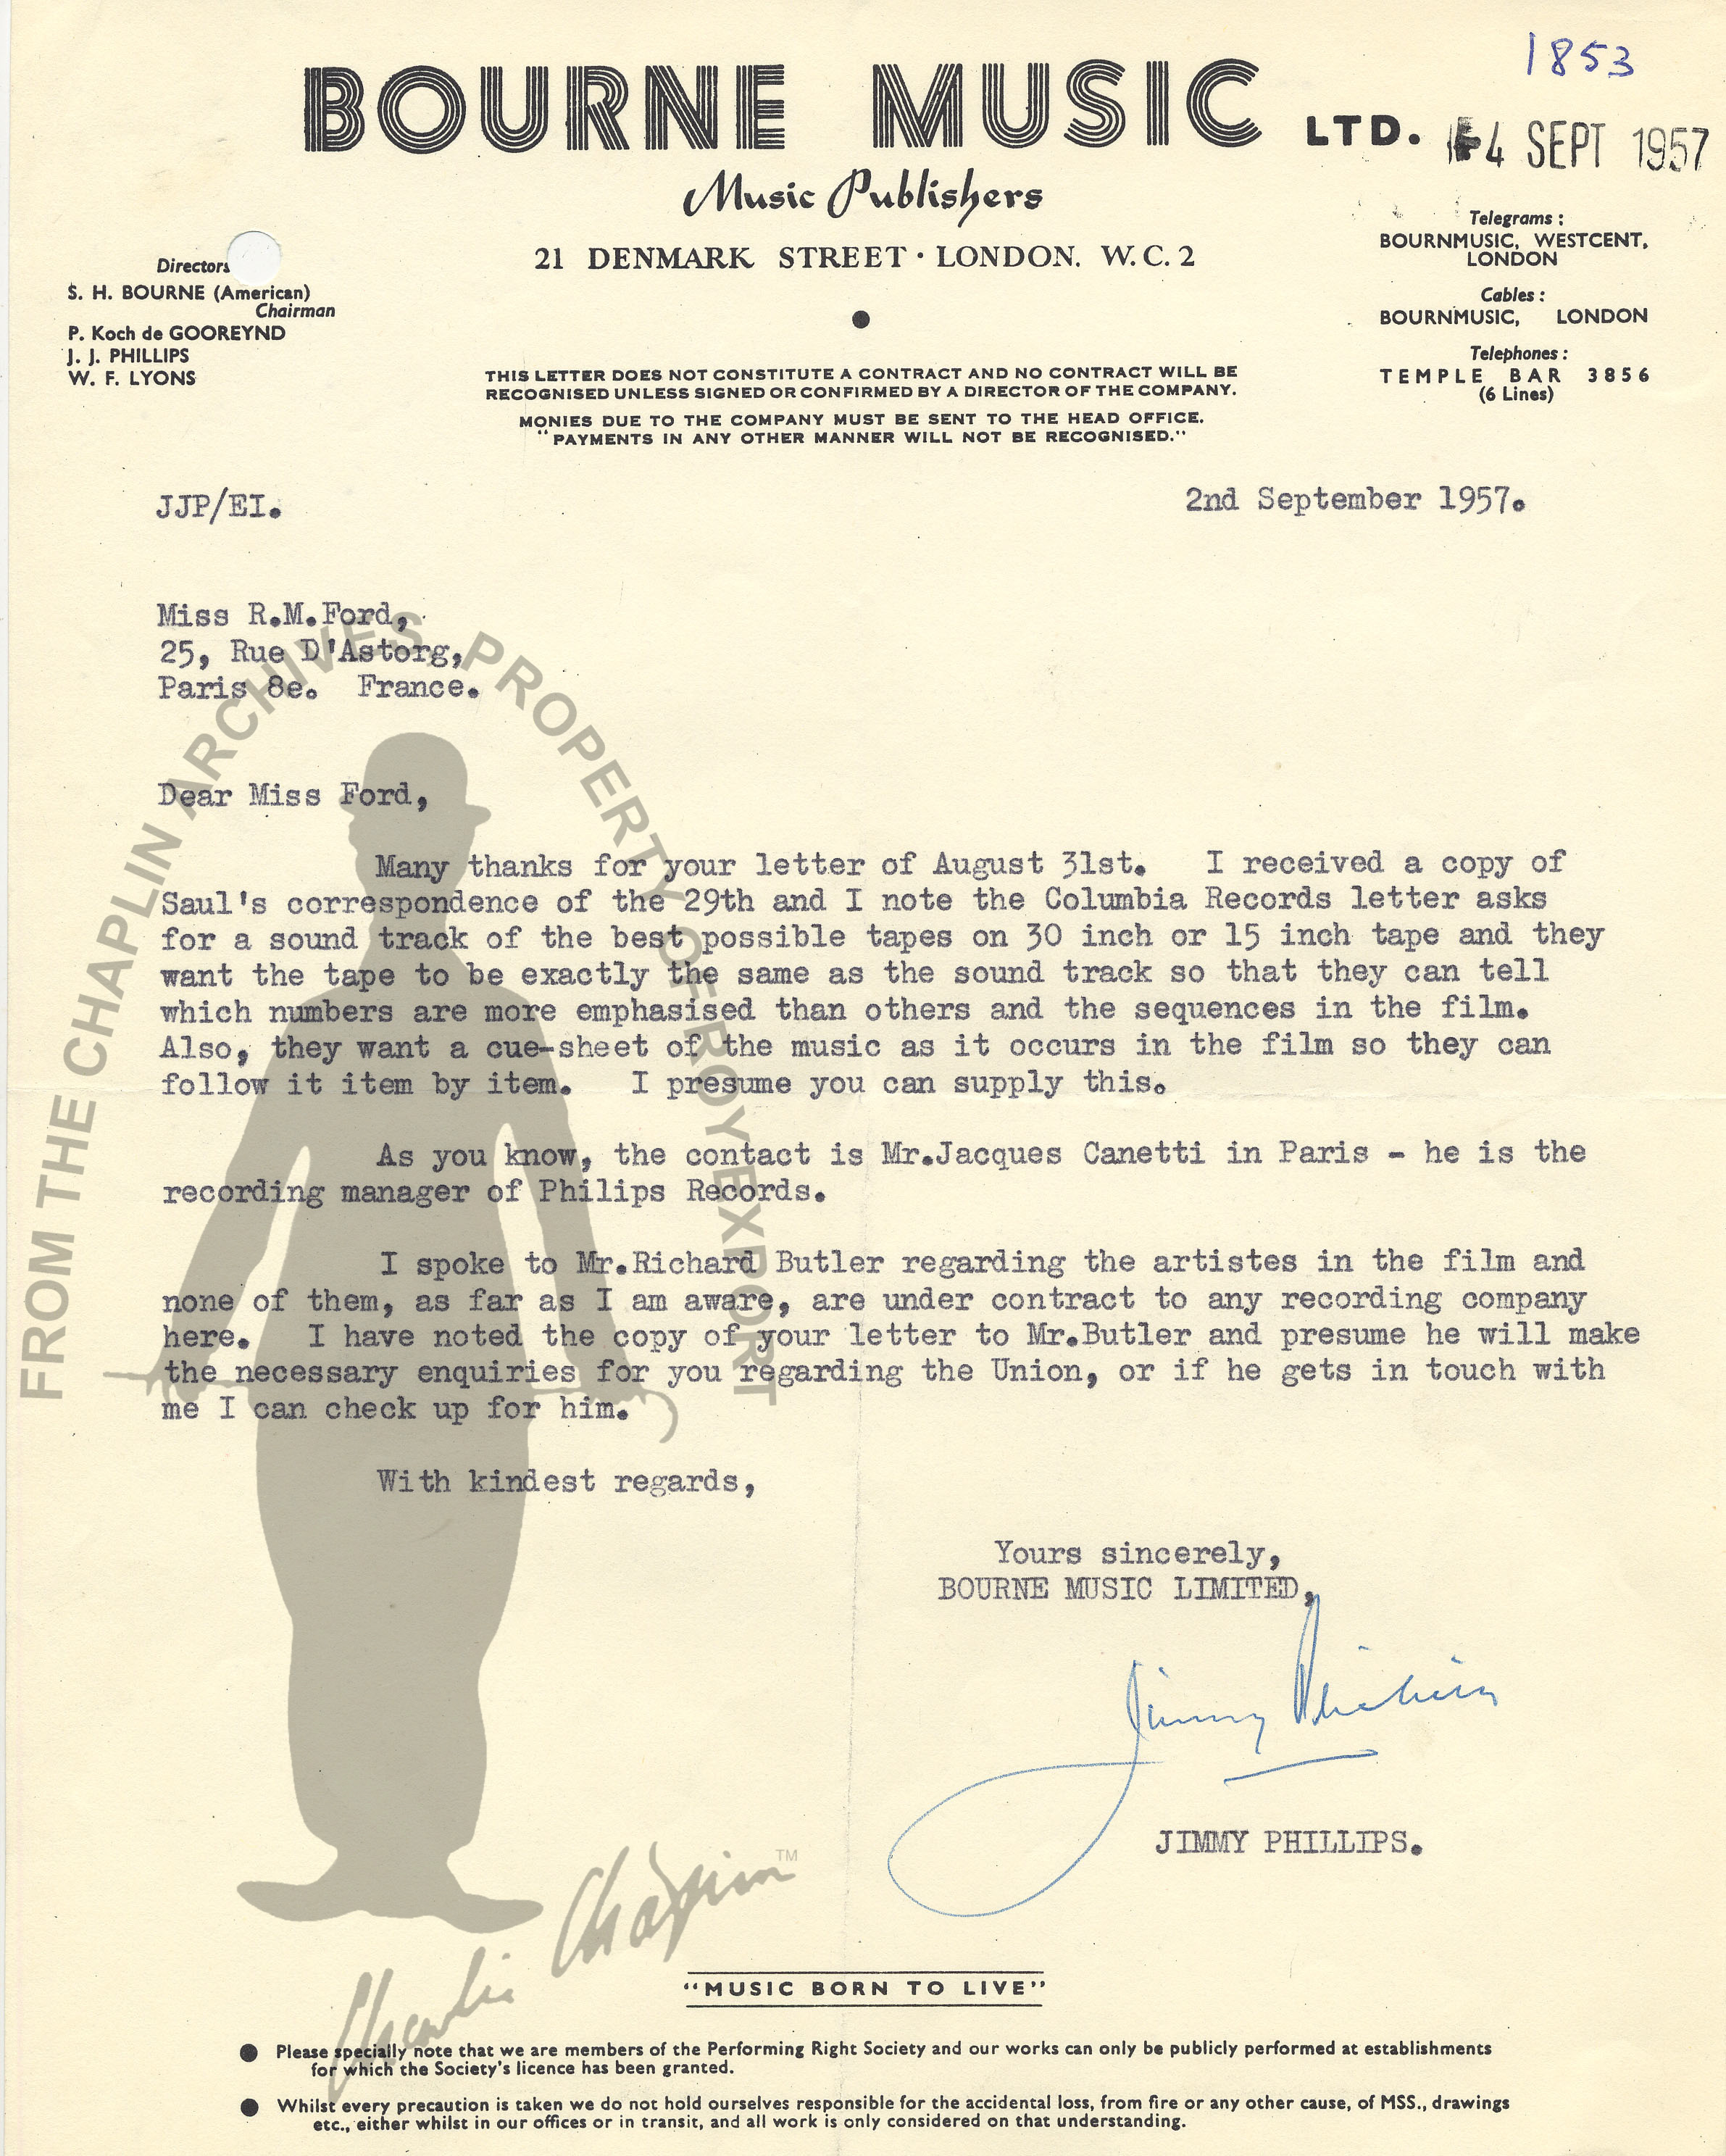 1853
BOURNE MUSIC LTD.
4 SEPT 1957
Music Publishers
21 DENMARK STREET · LONDON. W.C.2
Directors
S. H. BOURNE (American)
Chairman
P. Koch de GOOREYND
J. J. PHILLIPS
W. F. LYONS
Telegrams :
BOURNMUSIC, WESTCENT,
LONDON
Cables :
BOURNMUSIC, LONDON
Telephones :
TEMPLE BAR 3856
(6 Lines)
THIS LETTER DOES NOT CONSTITUTE A CONTRACT AND NO CONTRACT WILL BE
RECOGNISED UNLESS SIGNED OR CONFIRMED BY A DIRECTOR OF THE COMPANY.
MONIES DUE TO THE COMPANY MUST BE SENT TO THE HEAD OFFICE.
"PAYMENTS IN ANY OTHER MANNER WILL NOT BE RECOGNISED."
JJP/EI.
2nd September 1957.
Miss R.M.Ford,
25, Rue D'Astorg,
Paris 8e. France.
Dear Miss Ford,
Many thanks for your letter of August 31st. I received a copy of
Saul's correspondence of the 29th and I note the Columbia Records letter asks
for a sound track of the best possible tapes on 30 inch or 15 inch tape and they
want the tape to be exactly the same as the sound track so that they can tell
which numbers are more emphasised than others and the sequences in the film.
Also, they want a cue-sheet of the music as it occurs in the film so they can
follow it item by item. I presume you can supply this.
As you know, the contact is Mr.Jacques Canetti in Paris - he is the
recording manager of Philips Records.
I spoke to Mr.Richard Butler regarding the artistes in the film and
none of them, as far as I am aware, are under contract to any recording company
here. I have noted the copy of your letter to Mr.Butler and presume he will make
the necessary enquiries for you regarding the Union, or if he gets in touch with
me I can check up for him.
With kindest regards,
Yours sincerely,
BOURNE MUSIC LIMITED,
Jimmy Phillips
JIMMY PHILLIPS.
FROM THE CHAPLIN ARCHIVES, PROPERTY OF ROY EXPORT
Charlie Chaplin™
"MUSIC BORN TO LIVE"
● Please specially note that we are members of the Performing Right Society and our works can only be publicly performed at establishments
for which the Society's licence has been granted.
● Whilst every precaution is taken we do not hold ourselves responsible for the accidental loss, from fire or any other cause, of MSS., drawings
etc., either whilst in our offices or in transit, and all work is only considered on that understanding.